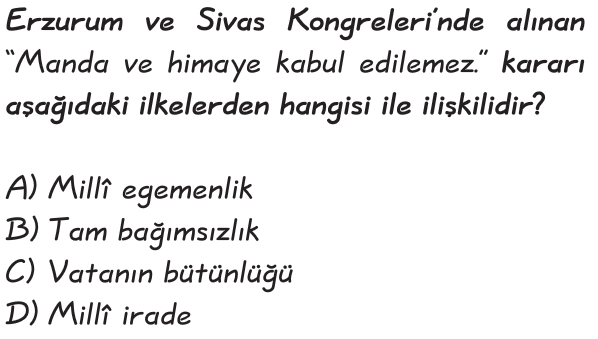 Erzurum ve Sivas Kongreleri’nde alınan
“Manda ve himaye kabul edilemez.” kararı
aşağıdaki ilkelerden hangisi ile ilişkilidir?
A) Millî egemenlik
B) Tam bağımsızlık
C) Vatanın bütünlüğü
D) Millî irade